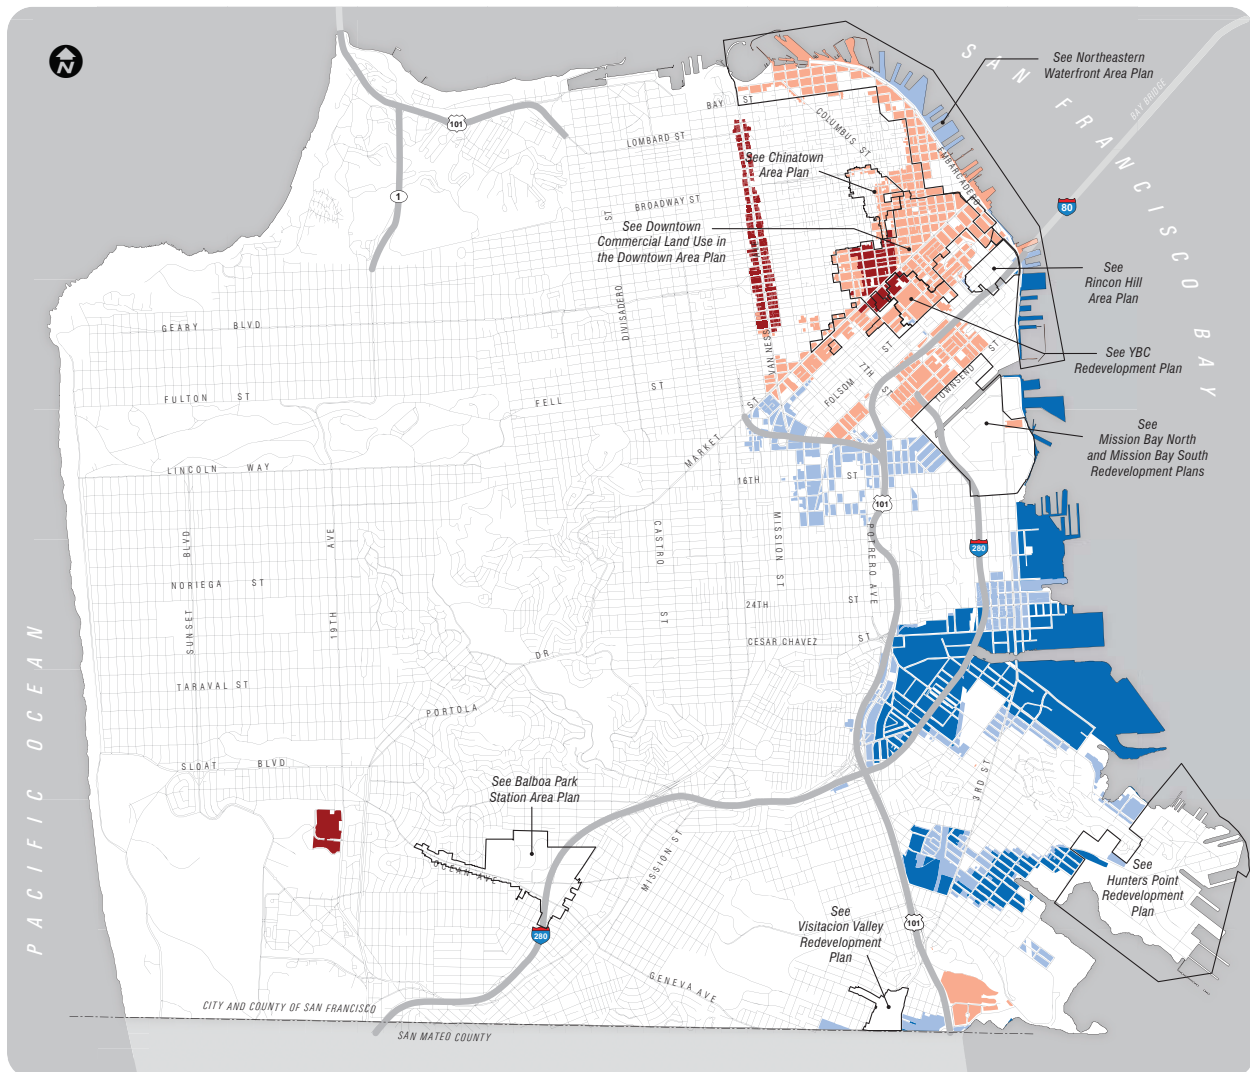 N
See Northeastern
Waterfront Area Plan
SAN FRANCISCO BAY
BAY BRIDGE
101
BAY ST
LOMBARD ST
COLUMBUS ST
EMBARCADERO
See Chinatown
Area Plan
1
BROADWAY ST
80
ST
DIVISADERO
See Downtown
Commercial Land Use in
the Downtown Area Plan
See
Rincon Hill
Area Plan
GEARY BLVD
VAN NESS
ST
7TH
ST
FOLSOM
ST
TOWNSEND
ST
See YBC
Redevelopment Plan
FULTON ST
FELL ST
MARKET
ST
See
Mission Bay North
and Mission Bay South
Redevelopment Plans
LINCOLN WAY
16TH ST
101
SUNSET BLVD
19TH AVE
CASTRO ST
MISSION ST
POTRERO AVE
280
NORIEGA ST
24TH ST
CESAR CHAVEZ ST
PACIFIC OCEAN
TARAVAL ST
PORTOLA DR
SLOAT BLVD
3RD ST
See Balboa Park
Station Area Plan
OCEAN AVE
MISSION ST
See
Hunters Point
Redevelopment
Plan
See
Visitacion Valley
Redevelopment
Plan
101
280
GENEVA AVE
CITY AND COUNTY OF SAN FRANCISCO
SAN MATEO COUNTY